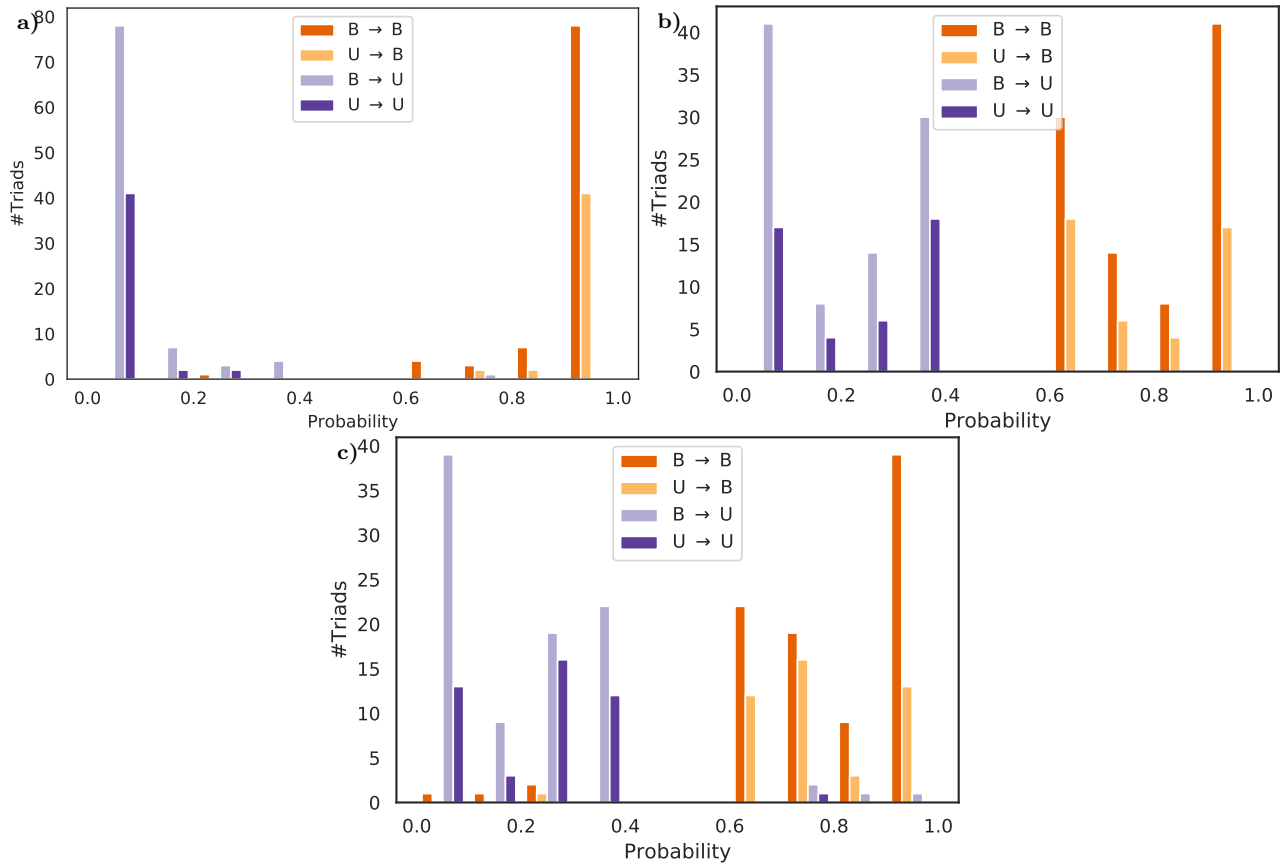 a)
80
70
60
50
40
30
20
10
0
#Triads
B → B
U → B
B → U
U → U
0.0 0.2 0.4 0.6 0.8 1.0
Probability
b)
40
35
30
25
20
15
10
5
0
#Triads
B → B
U → B
B → U
U → U
0.0 0.2 0.4 0.6 0.8 1.0
Probability
c)
40
35
30
25
20
15
10
5
0
#Triads
B → B
U → B
B → U
U → U
0.0 0.2 0.4 0.6 0.8 1.0
Probability